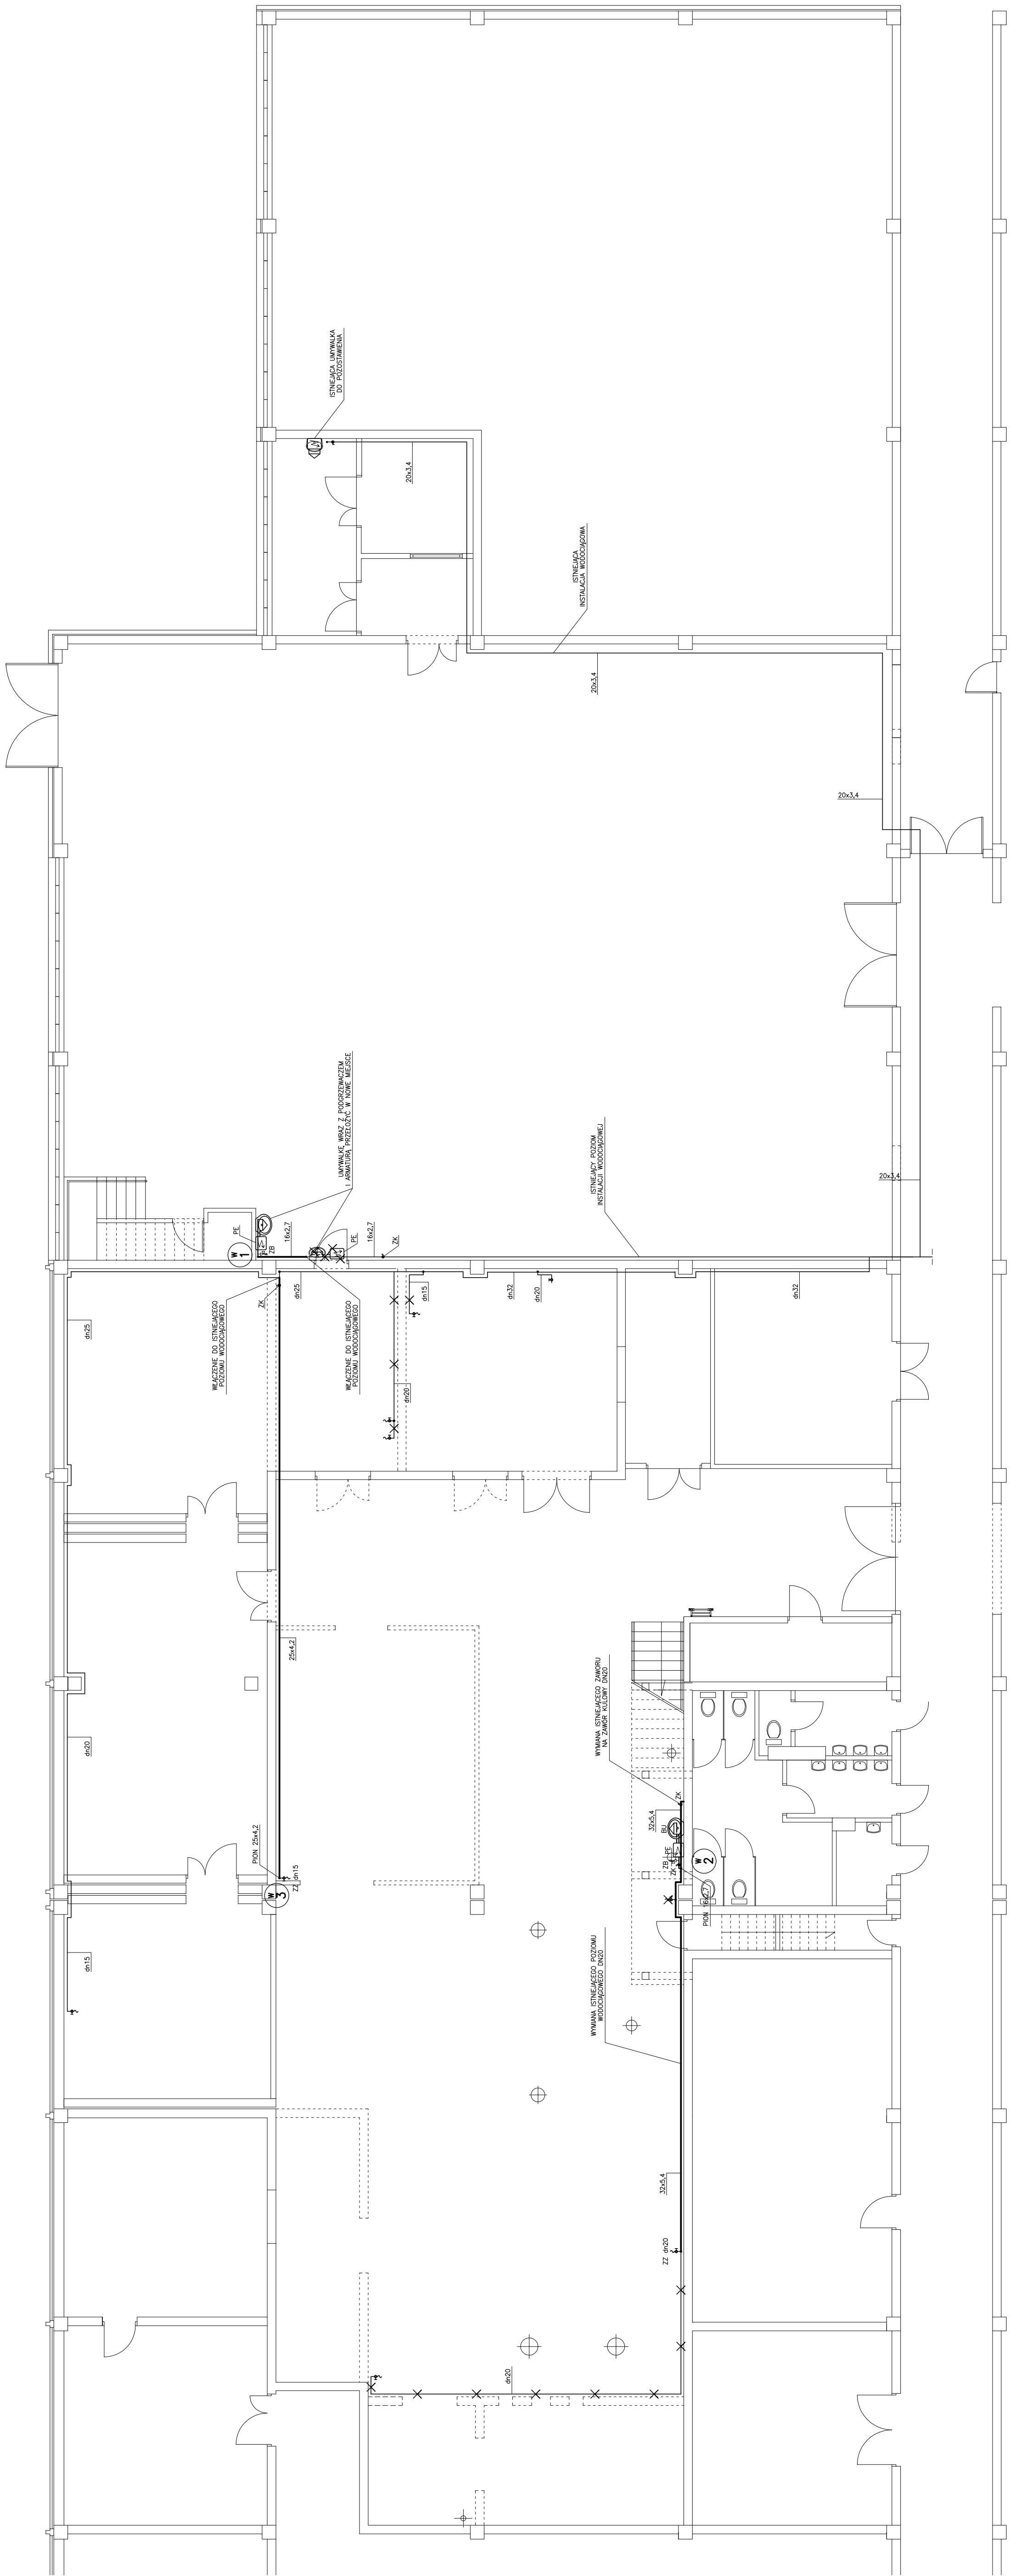 ISTNIEJĄCA UMYWALKA
DO POZOSTAWIENIA
20x3,4
ISTNIEJĄCA
INSTALACJA WODOCIĄGOWA
20x3,4
20x3,4
UMYWALKĘ WRAZ Z PODGRZEWACZEM
I ARMATURĄ PRZEŁOŻYĆ W NOWE MIEJSCE
ISTNIEJĄCY POZIOM
INSTALACJI WODOCIĄGOWEJ
20x3,4
W
1
PE
ZB
16x2,7
PE
16x2,7
ZK
WŁĄCZENIE DO ISTNIEJĄCEGO
POZIOMU WODOCIĄGOWEGO
ZK
dn25
dn25
WŁĄCZENIE DO ISTNIEJĄCEGO
POZIOMU WODOCIĄGOWEGO
dn15
dn20
dn32
dn20
dn32
25x4,2
dn20
WYMIANA ISTNIEJĄCEGO ZAWORU
NA ZAWÓR KULOWY DN20
ZK
32x5,4
BU
PE
ZB
ZK
W
2
PION 16x2,7
PION 25x4,2
ZZ dn15
W
3
dn15
WYMIANA ISTNIEJĄCEGO POZIOMU
WODOCIĄGOWEGO DN20
32x5,4
ZZ dn20
dn20